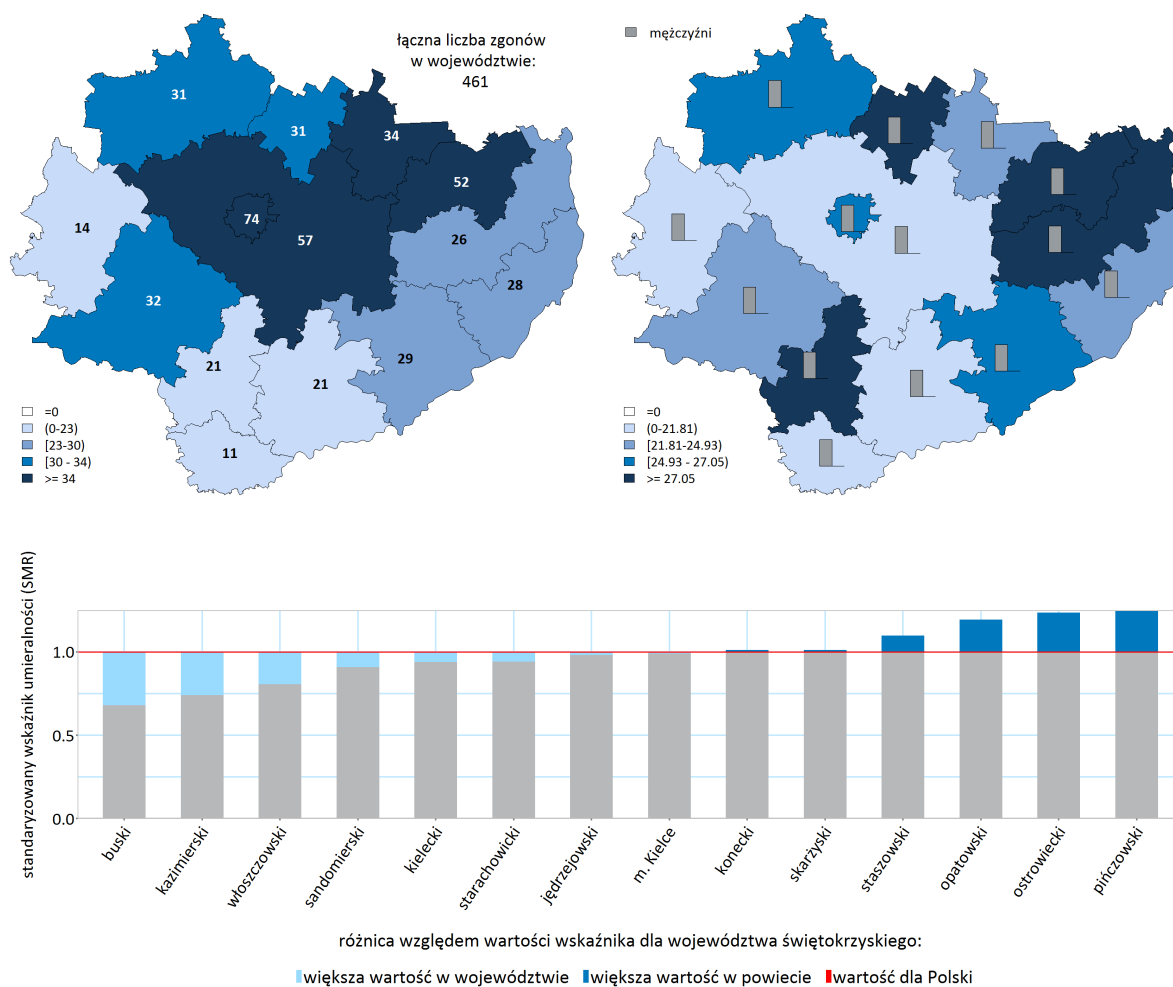 łączna liczba zgonów
w województwie:
461
31
31
34
52
14
74
57
26
28
32
29
21
21
11
=0
(0-23)
[23-30)
[30 - 34)
>= 34
mężczyźni
=0
(0-21.81)
[21.81-24.93)
[24.93 - 27.05)
>= 27.05
standaryzowany wskaźnik umieralności (SMR)
1.0
0.5
0.0
buski
kazimierski
włoszczowski
sandomierski
kielecki
starachowicki
jędrzejowski
m. Kielce
konecki
skarżyski
staszowski
opatowski
ostrowiecki
pińczowski
różnica względem wartości wskaźnika dla województwa świętokrzyskiego:
większa wartość w województwie większa wartość w powiecie wartość dla Polski